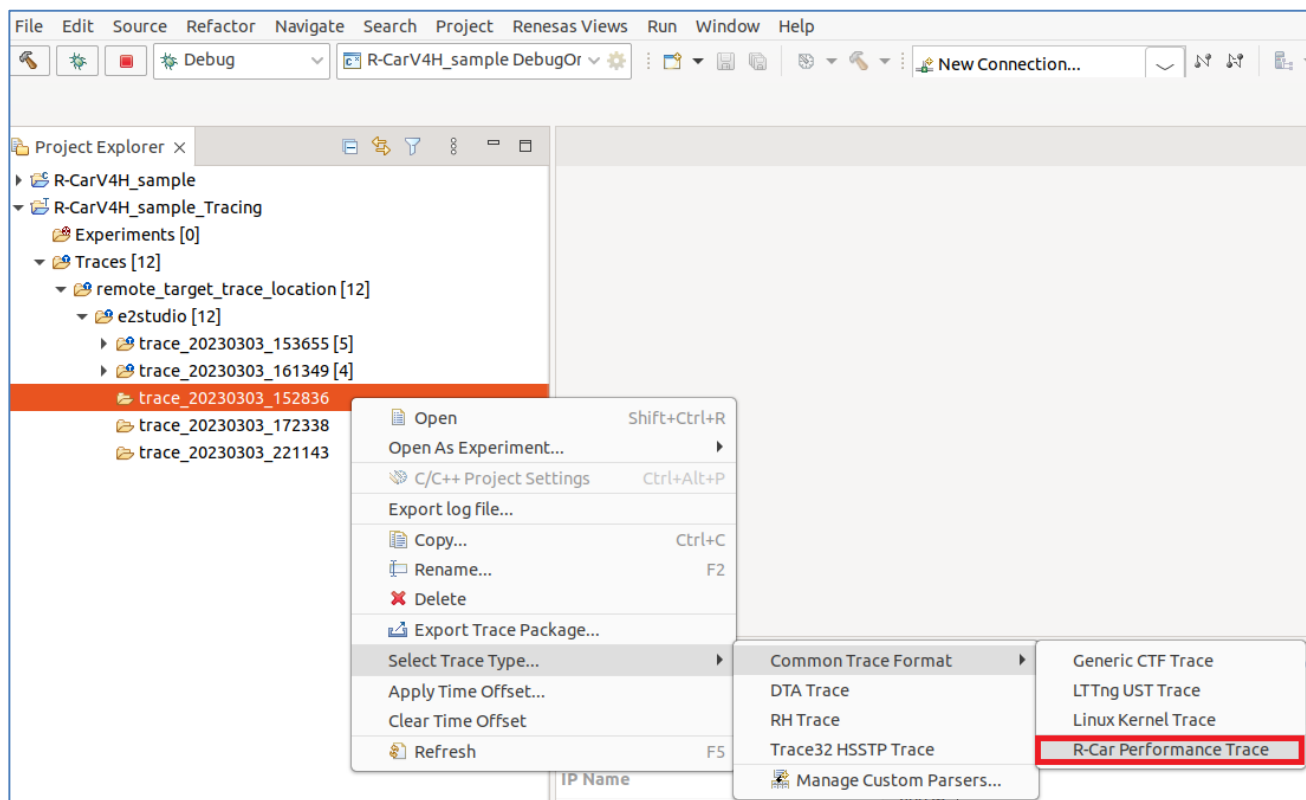 File Edit Source Refactor Navigate Search Project Renesas Views Run Window Help
Debug
R-CarV4H_sample DebugOr
New Connection...
Project Explorer
R-CarV4H_sample
R-CarV4H_sample_Tracing
Experiments [0]
Traces [12]
remote_target_trace_location [12]
e2studio [12]
trace_20230303_153655 [5]
trace_20230303_161349 [4]
trace_20230303_152836
trace_20230303_172338
trace_20230303_221143
Open Shift+Ctrl+R
Open As Experiment...
C/C++ Project Settings Ctrl+Alt+P
Export log file...
Copy... Ctrl+C
Rename... F2
Delete
Export Trace Package...
Select Trace Type...
Apply Time Offset...
Clear Time Offset
Refresh F5
Common Trace Format
DTA Trace
RH Trace
Trace32 HSSTP Trace
Manage Custom Parsers...
Generic CTF Trace
LTTng UST Trace
Linux Kernel Trace
R-Car Performance Trace
IP Name